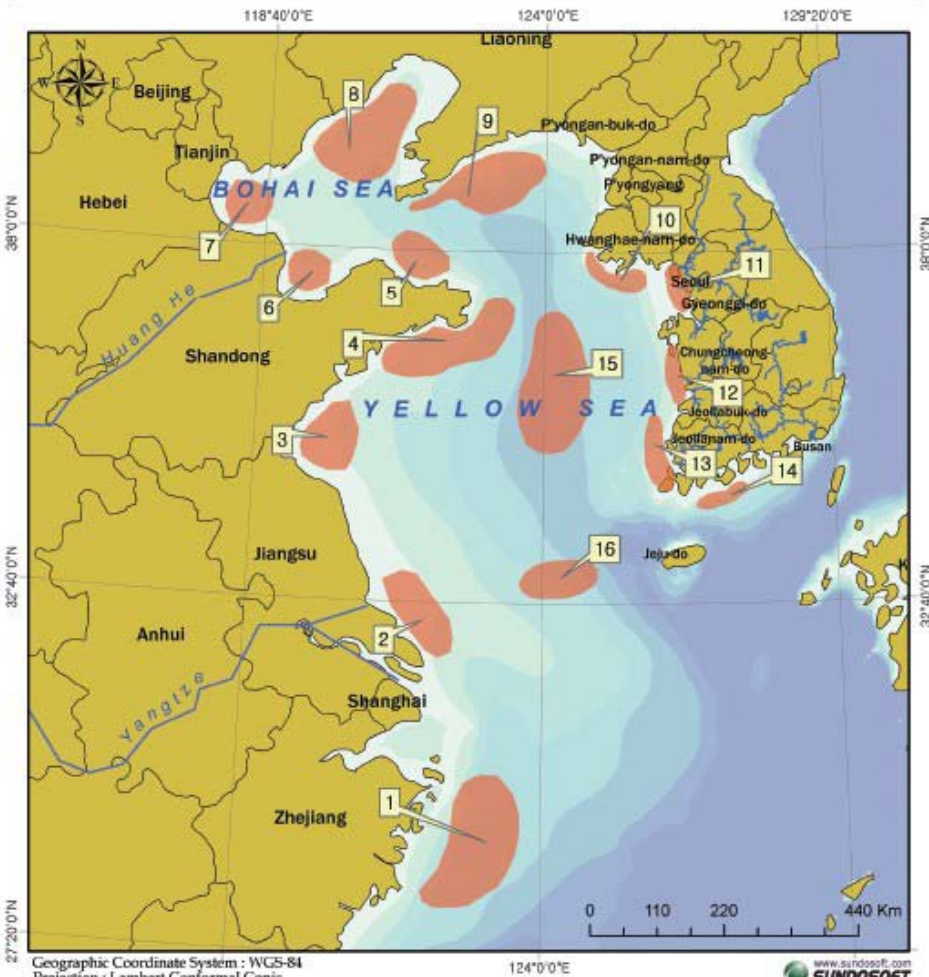 118°40'0"E 124°0'0"E 129°20'0"E
Liaoning
N
W E
S
Beijing
8
9
P'yongan-buk-do
Tianjin
P'yongan-nam-do
P'yongyang
BOHAI SEA
Hebei
10
38°0'0"N
38°0'0"N
7
Hwanghae-nam-do
11
Seoul
6
5
Gyeonggi-do
Huang He
4
Shandong
Chungcheong-
nam-do
15
12
YELLOW SEA
Jeollabuk-do
3
Jeollanam-do
Busan
13
14
Jiangsu
16
Jeju-do
K
32°40'0"N
32°40'0"N
Anhui
2
Yangtze
Shanghai
1
Zhejiang
0 110 220 440 Km
27°20'0"N
Geographic Coordinate System : WGS-84
Projection : Lambert Conformal Conic
124°0'0"E
www.sundosoft.com
SUNDOSOFT